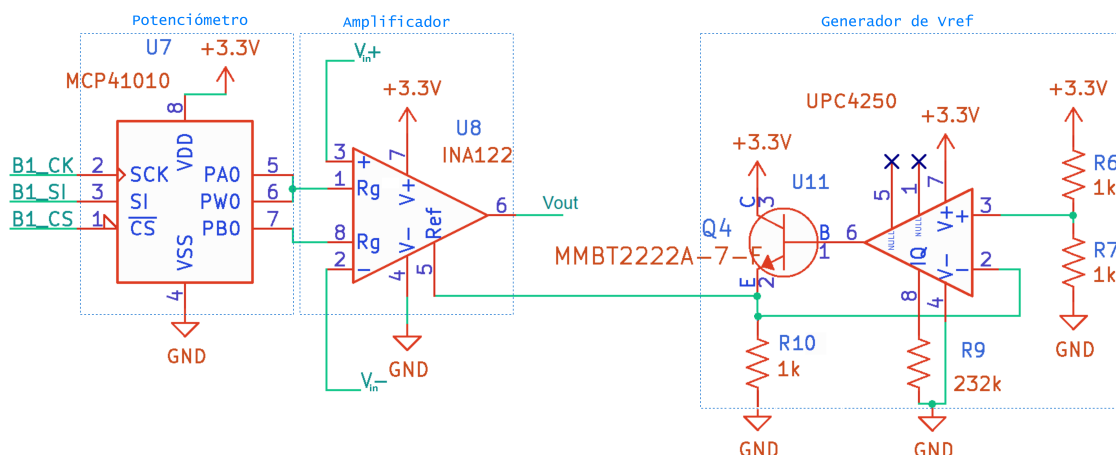 Potenciómetro
U7
+3.3V
MCP41010
8
VDD
B1_CK
2
SCK
PA0
5
B1_SI
3
SI
PW0
6
B1_CS
1
CS
PB0
7
VSS
4
GND
Amplificador
Vin+
+3.3V
U8
INA122
3
+
7
V+
1
Rg
6
Vout
Ref
8
Rg
V-
2
-
4
5
GND
Vin-
Generador de Vref
+3.3V
UPC4250
+3.3V
+3.3V
U11
C
3
Q4
MMBT2222A-7-F
B
1
E
2
6
5
1
7
NULL
NULL
V+
+
3
IQ
V-
-
2
8
4
R6
1k
R7
1k
GND
R10
1k
GND
R9
232k
GND